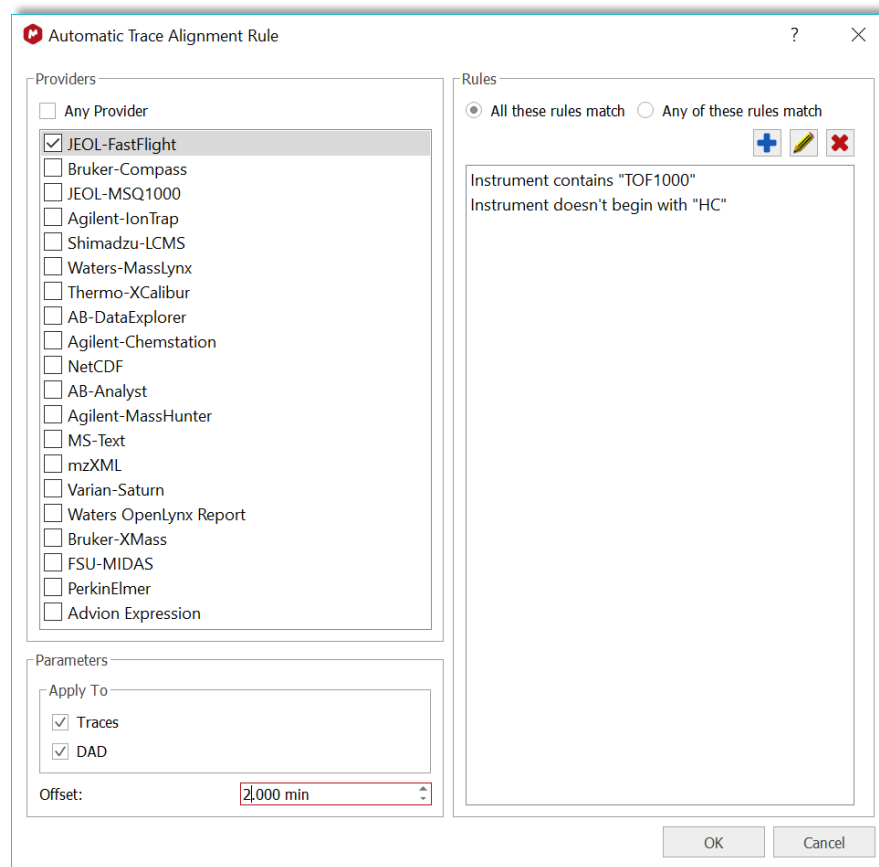 Automatic Trace Alignment Rule
?
Providers
Any Provider
JEOL-FastFlight
Bruker-Compass
JEOL-MSQ1000
Agilent-IonTrap
Shimadzu-LCMS
Waters-MassLynx
Thermo-XCalibur
AB-DataExplorer
Agilent-Chemstation
NetCDF
AB-Analyst
Agilent-MassHunter
MS-Text
mzXML
Varian-Saturn
Waters OpenLynx Report
Bruker-XMass
FSU-MIDAS
PerkinElmer
Advion Expression
Parameters
Apply To
Traces
DAD
Offset: 2.000 min
Rules
All these rules match Any of these rules match
Instrument contains "TOF1000"
Instrument doesn't begin with "HC"
OK Cancel